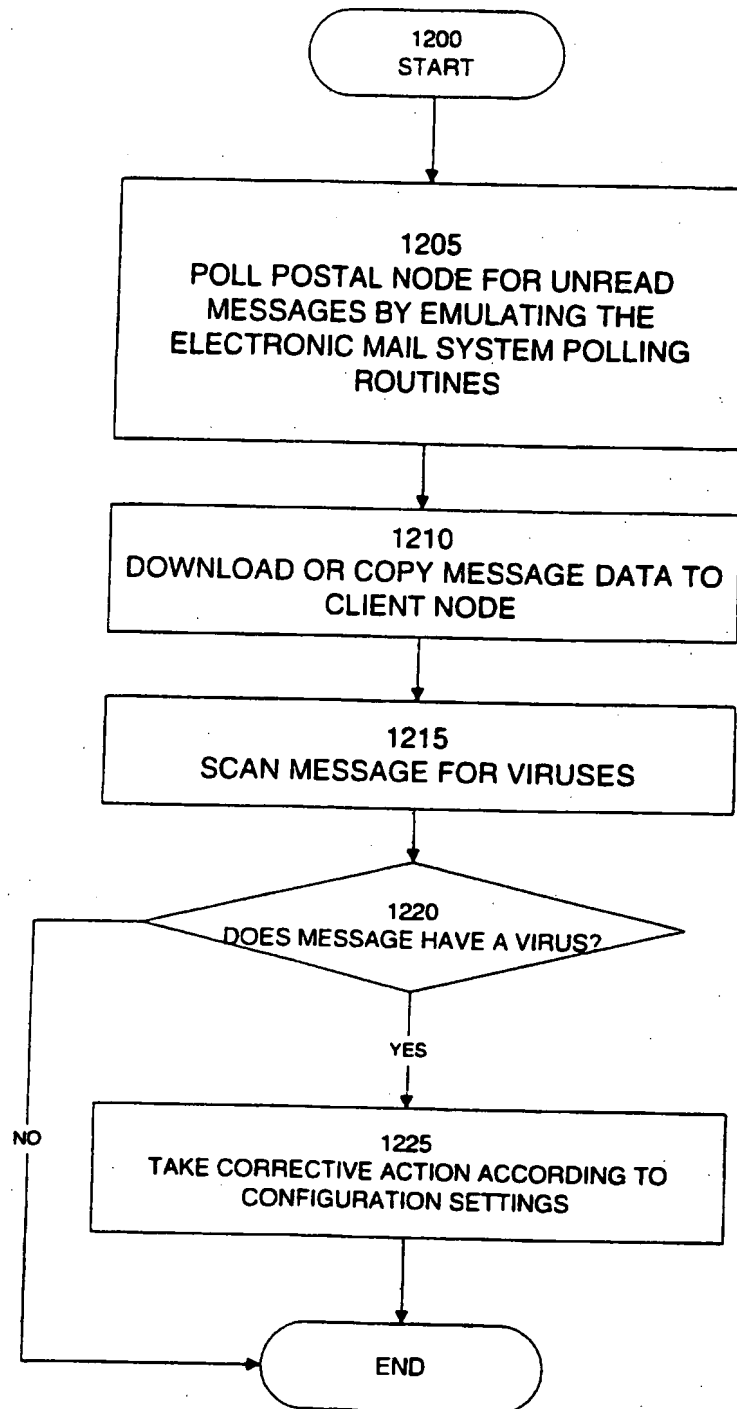 1200
START
1205
POLL POSTAL NODE FOR UNREAD
MESSAGES BY EMULATING THE
ELECTRONIC MAIL SYSTEM POLLING
ROUTINES
1210
DOWNLOAD OR COPY MESSAGE DATA TO
CLIENT NODE
1215
SCAN MESSAGE FOR VIRUSES
1220
DOES MESSAGE HAVE A VIRUS?
YES
NO
1225
TAKE CORRECTIVE ACTION ACCORDING TO
CONFIGURATION SETTINGS
END